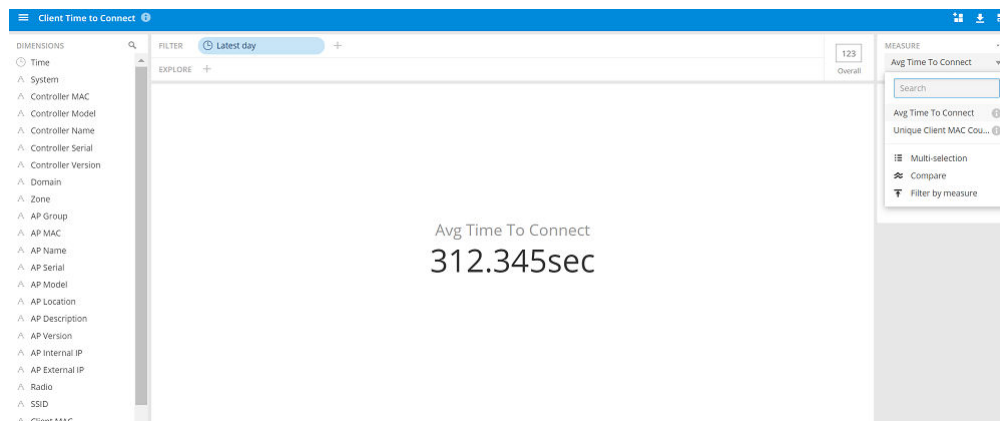 Client Time to Connect
DIMENSIONS
Time
System
Controller MAC
Controller Model
Controller Name
Controller Serial
Controller Version
Domain
Zone
AP Group
AP MAC
AP Name
AP Serial
AP Model
AP Location
AP Description
AP Version
AP Internal IP
AP External IP
Radio
SSID
Client MAC
FILTER Latest day +
EXPLORE +
123
Overall
Avg Time To Connect
312.345sec
MEASURE
Avg Time To Connect
Search
Avg Time To Connect
Unique Client MAC Cou...
Multi-selection
Compare
Filter by measure